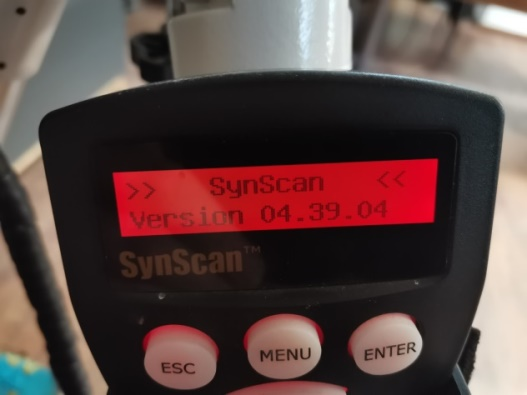 >> SynScan <<
Version 04.39.04
SynScan™
ESC
MENU
ENTER